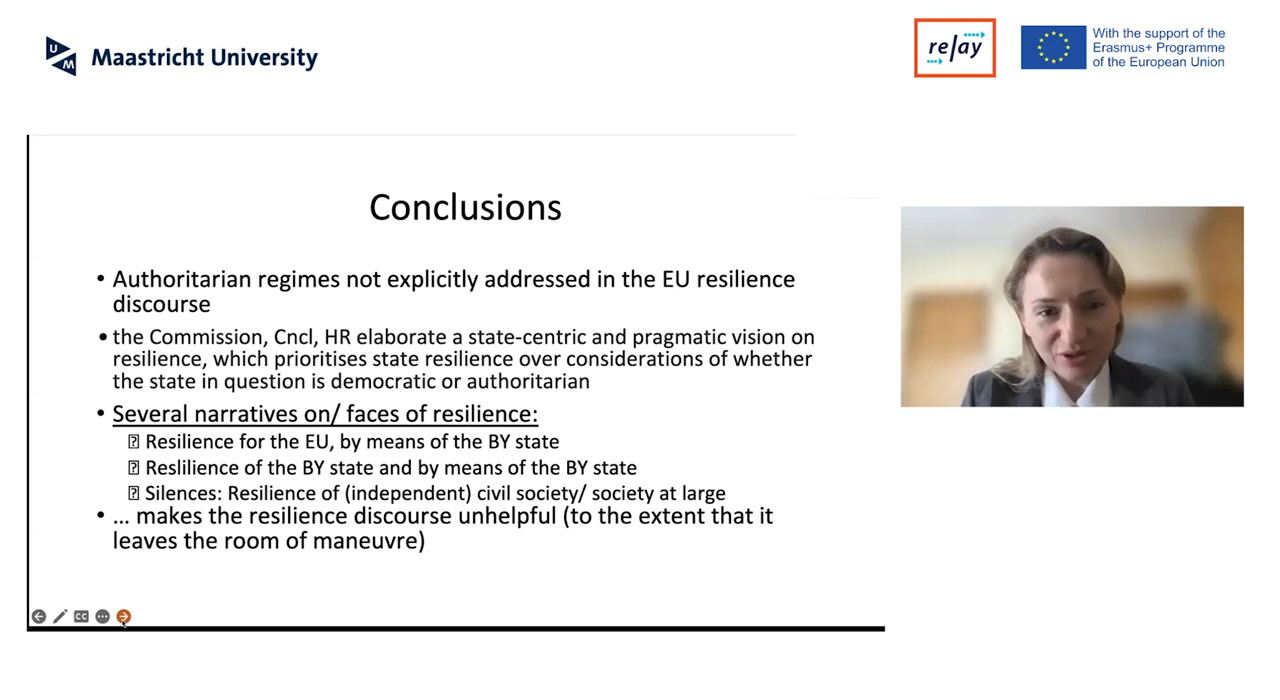 U
M
Maastricht University
relay
With the support of the
Erasmus+ Programme
of the European Union
Conclusions
• Authoritarian regimes not explicitly addressed in the EU resilience
discourse
• the Commission, Cncl, HR elaborate a state-centric and pragmatic vision on
resilience, which prioritises state resilience over considerations of whether
the state in question is democratic or authoritarian
• Several narratives on/ faces of resilience:
⍰ Resilience for the EU, by means of the BY state
⍰ Reslilience of the BY state and by means of the BY state
⍰ Silences: Resilience of (independent) civil society/ society at large
• … makes the resilience discourse unhelpful (to the extent that it
leaves the room of maneuvre)
CC